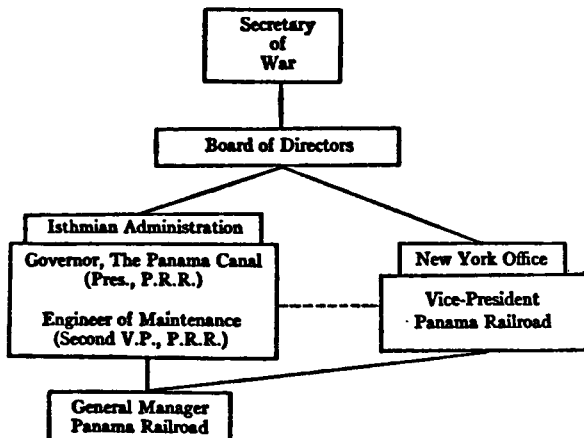 Secretary
of
War
Board of Directors
Isthmian Administration
Governor, The Panama Canal
(Pres., P.R.R.)
Engineer of Maintenance
(Second V.P., P.R.R.)
New York Office
Vice-President
Panama Railroad
General Manager
Panama Railroad